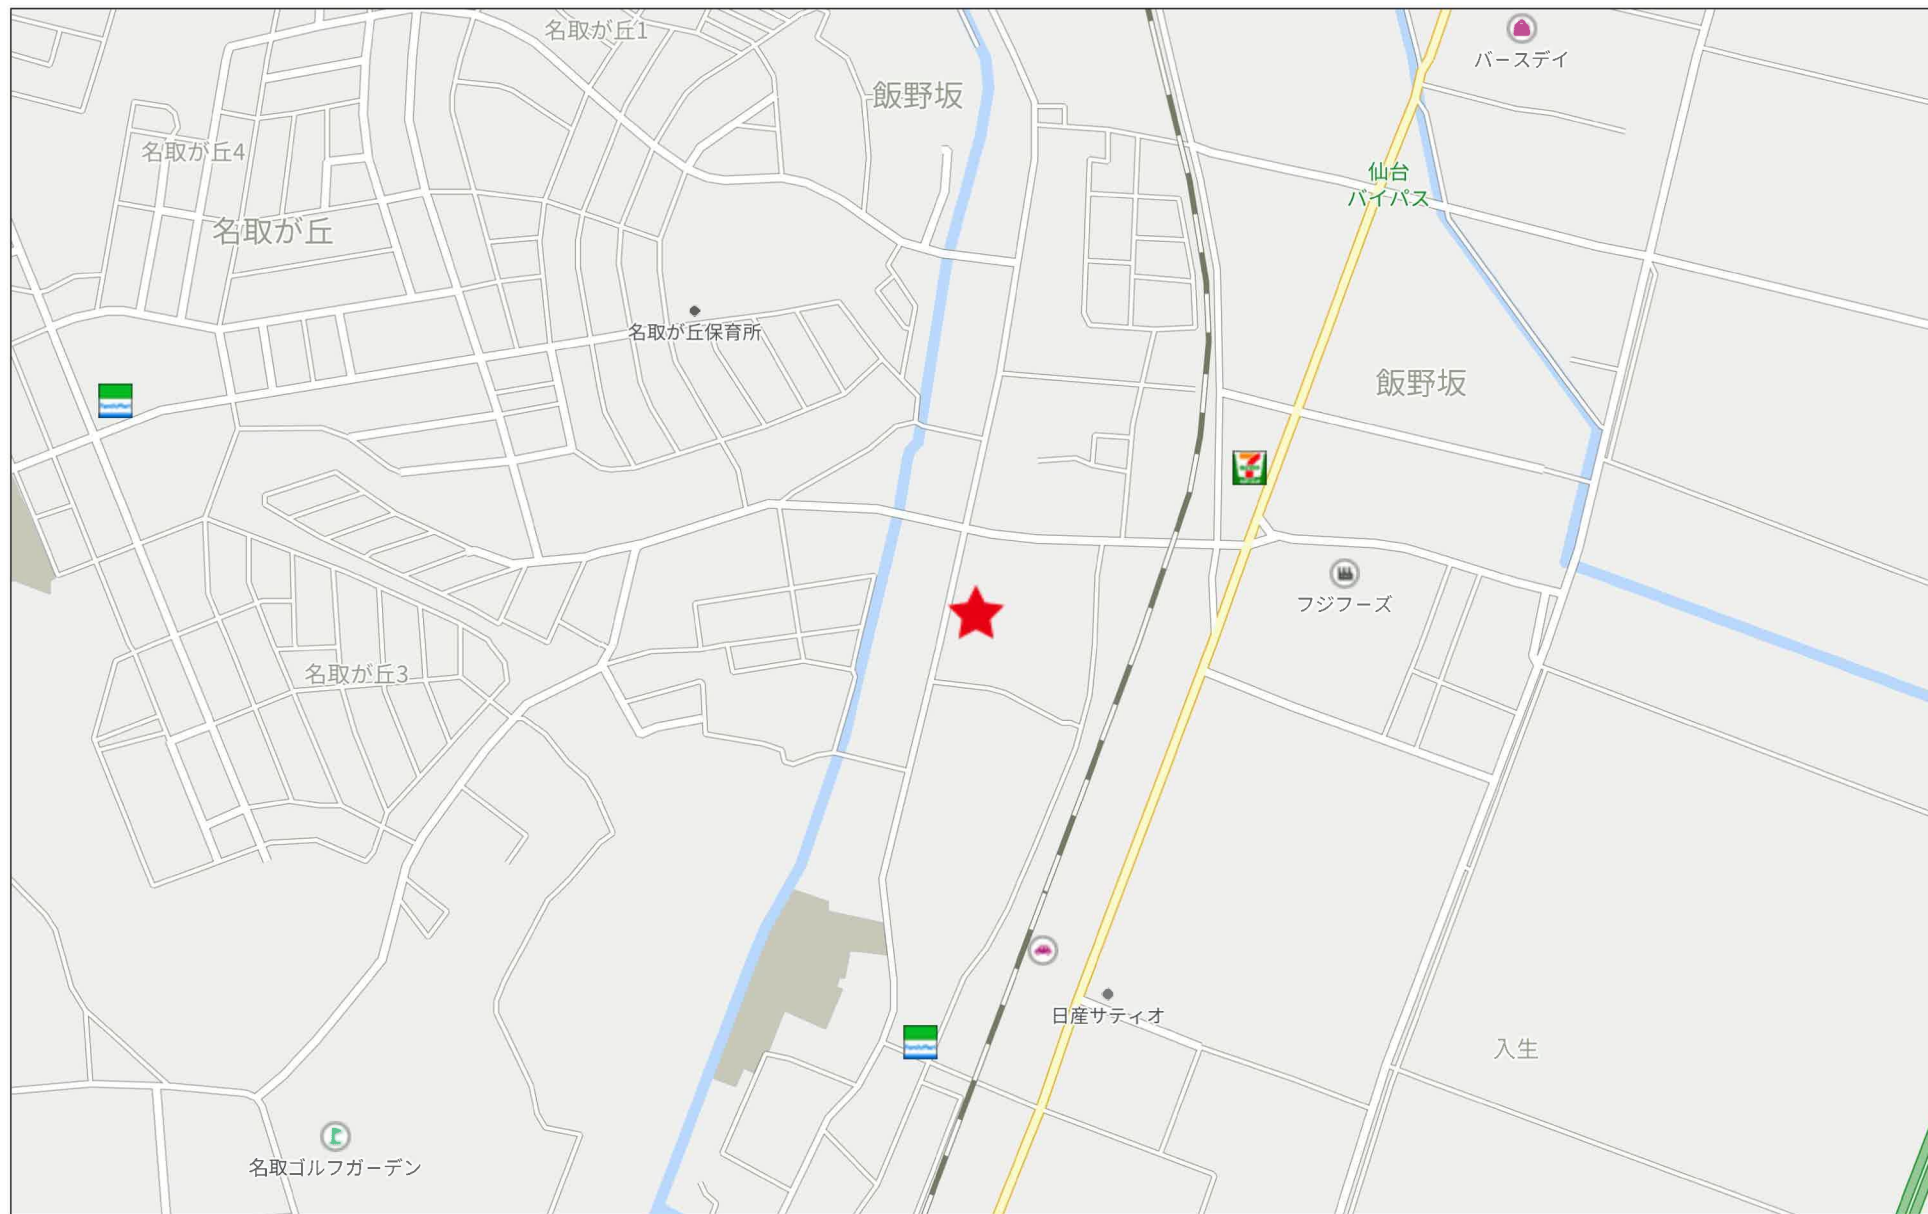 名取が丘1
バースデイ
飯野坂
名取が丘4
仙台
バイパス
名取が丘
名取が丘保育所
飯野坂
フジフーズ
名取が丘3
日産サティオ
入生
名取ゴルフガーデン